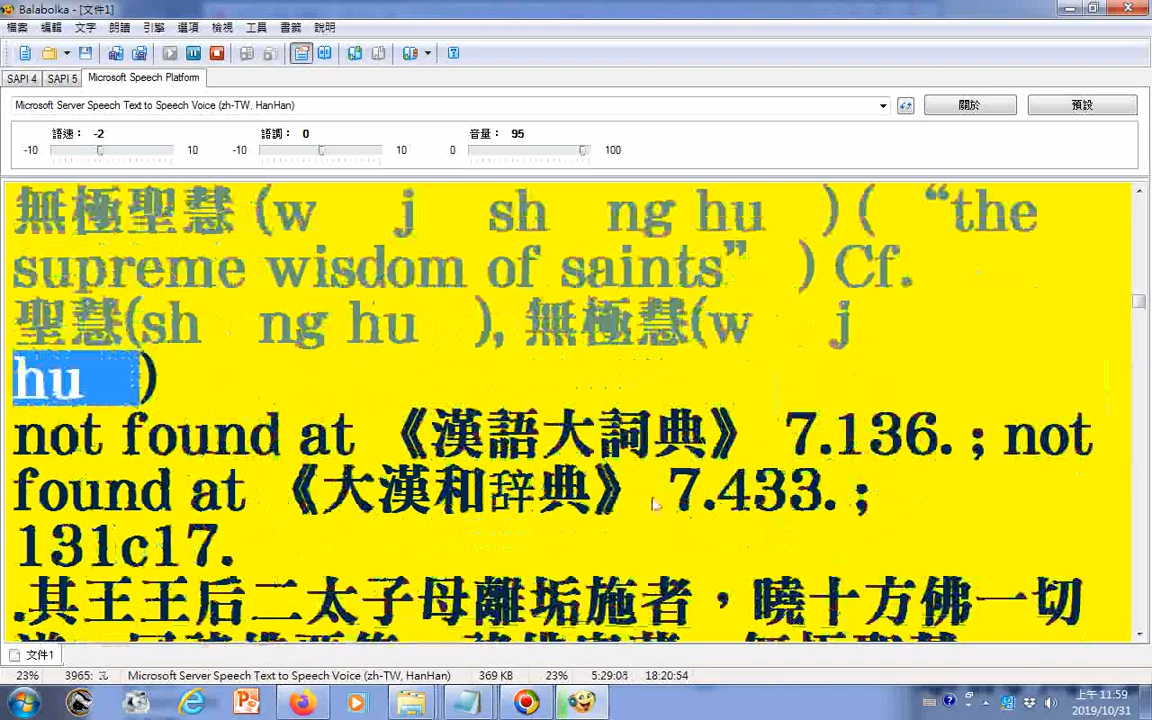 Balabolka - [文件1]
檔案 編輯 文字 朗讀 引擎 選項 檢視 工具 書籤 說明
SAPI 4 SAPI 5 Microsoft Speech Platform
Microsoft Server Speech Text to Speech Voice (zh-TW, HanHan) 關於 預設
語速： -2 語調： 0 音量： 95
-10 10 -10 10 0 100
無極聖慧 (w j sh ng hu ) ( “the
supreme wisdom of saints” ) Cf.
聖慧(sh ng hu ), 無極慧(w j
hu )
not found at 《漢語大詞典》 7.136. ; not
found at 《大漢和辞典》 7.433. ;
131c17.
.其王王后二太子母離垢施者，曉十方佛一切
無極聖慧
文件1
23% 3965: Microsoft Server Speech Text to Speech Voice (zh-TW, HanHan) 369 KB 23% 5:29:03 18:20:54
上午 11:59
2019/10/31